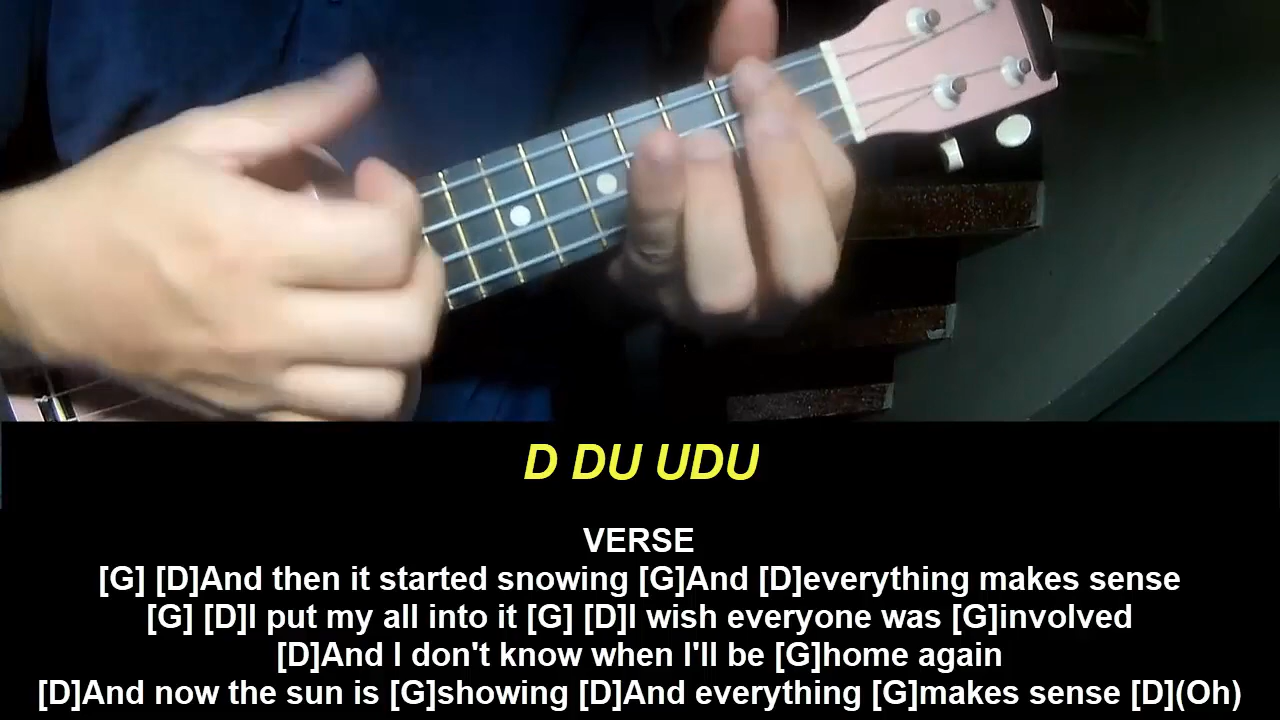 D DU UDU
VERSE
[G] [D]And then it started snowing [G]And [D]everything makes sense
[G] [D]I put my all into it [G] [D]I wish everyone was [G]involved
[D]And I don't know when I'll be [G]home again
[D]And now the sun is [G]showing [D]And everything [G]makes sense [D](Oh)